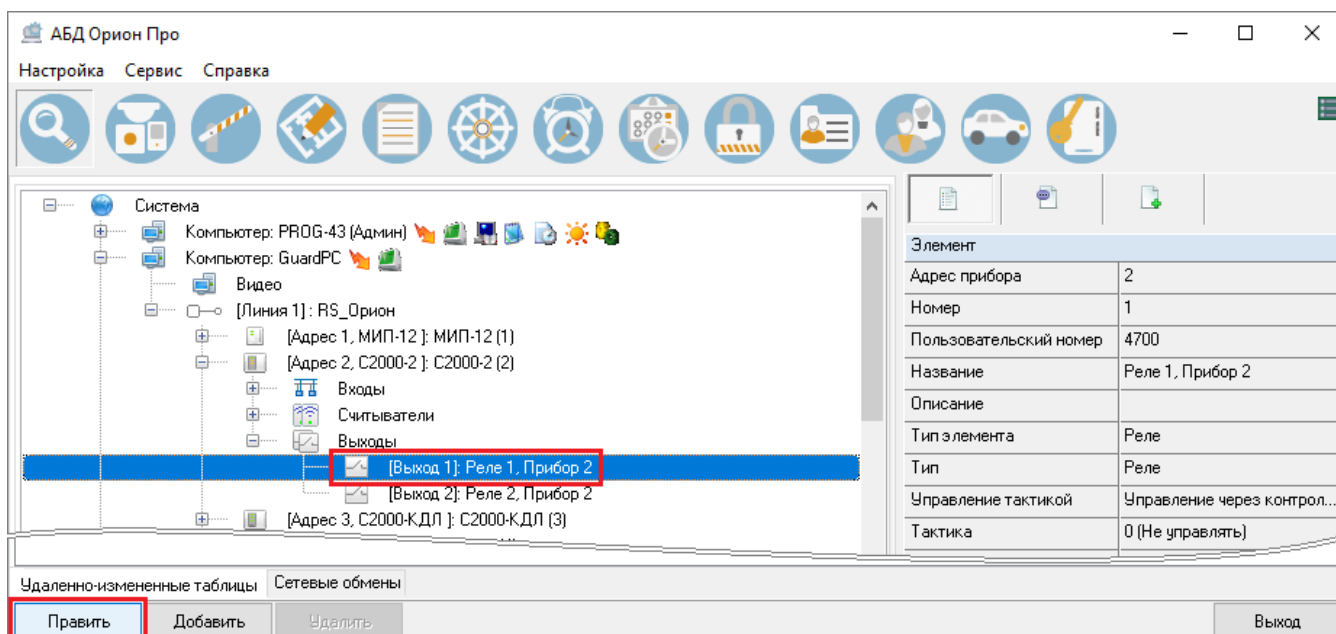 АБД Орион Про
Настройка Сервис Справка
Система
Компьютер: PROG-43 (Админ)
Компьютер: GuardPC
Видео
[Линия 1] : RS_Орион
[Адрес 1, МИП-12 ]: МИП-12 (1)
[Адрес 2, С2000-2 ]: С2000-2 (2)
Входы
Считыватели
Выходы
[Выход 1]: Реле 1, Прибор 2
[Выход 2]: Реле 2, Прибор 2
[Адрес 3, С2000-КДЛ ]: С2000-КДЛ (3)
Элемент
Адрес прибора 2
Номер 1
Пользовательский номер 4700
Название Реле 1, Прибор 2
Описание
Тип элемента Реле
Тип Реле
Управление тактикой Управление через контрол...
Тактика 0 (Не управлять)
Удаленно-измененные таблицы Сетевые обмены
Править Добавить Удалить Выход